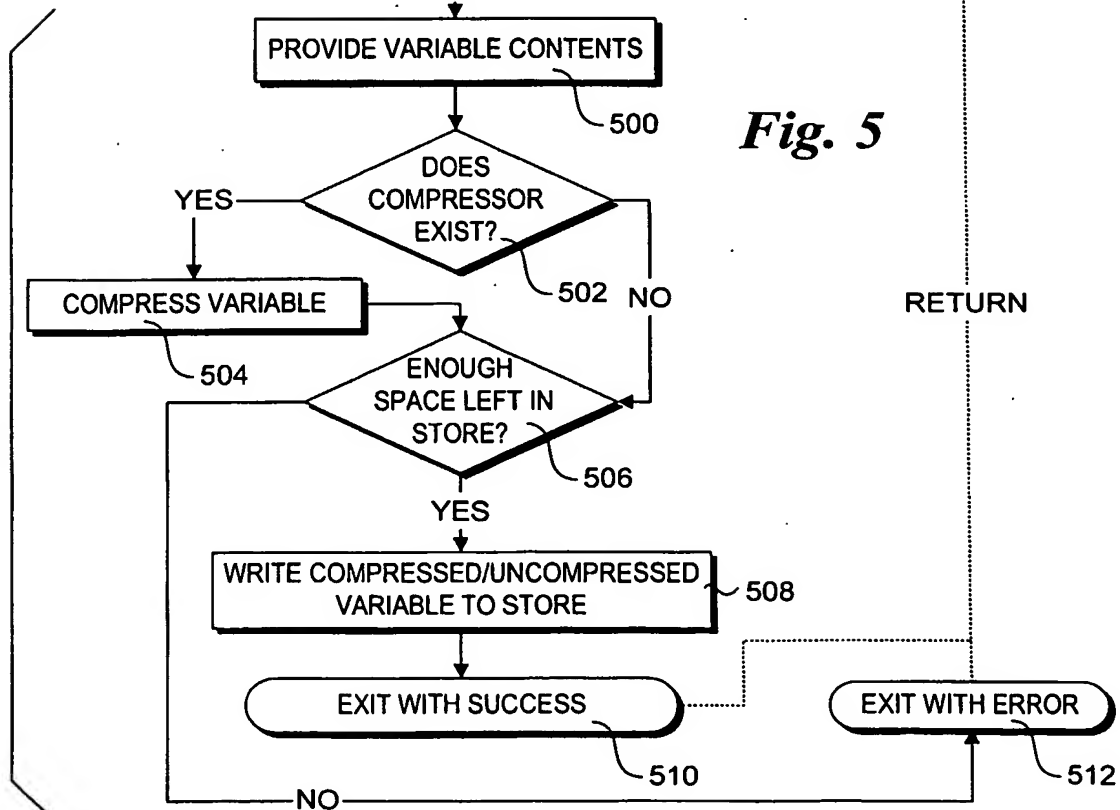 PROVIDE VARIABLE CONTENTS
500
Fig. 5
DOES
COMPRESSOR
EXIST?
YES
502
NO
COMPRESS VARIABLE
504
RETURN
ENOUGH
SPACE LEFT IN
STORE?
506
YES
WRITE COMPRESSED/UNCOMPRESSED
VARIABLE TO STORE
508
EXIT WITH SUCCESS
510
EXIT WITH ERROR
512
NO